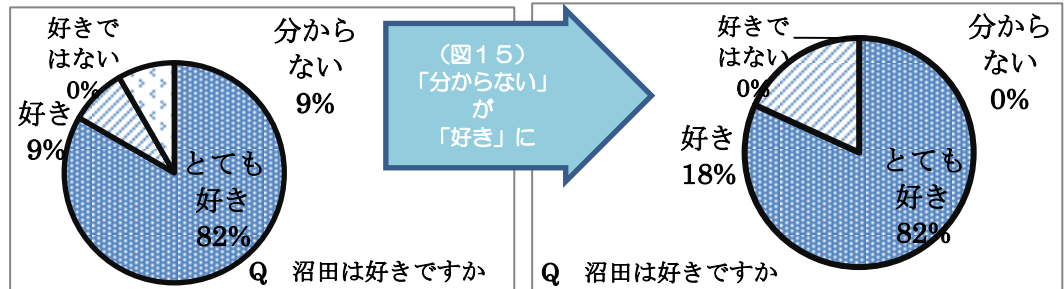 好きで
はない
0%
分から
ない
9%
好き
9%
とても
好き
82%
Q　沼田は好きですか
（図１５）
「分からない」
が
「好き」に
好きで
はない
0%
分から
ない
0%
好き
18%
とても
好き
82%
Q　沼田は好きですか